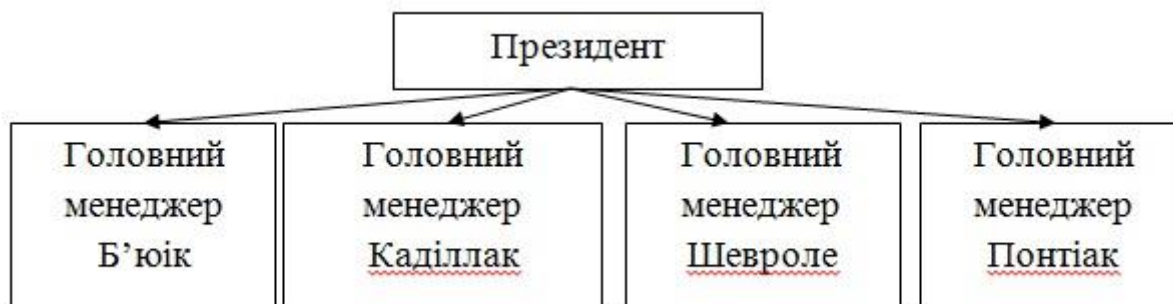 Президент
Головний
менеджер
Б’юік
Головний
менеджер
Каділлак
Головний
менеджер
Шевроле
Головний
менеджер
Понтіак